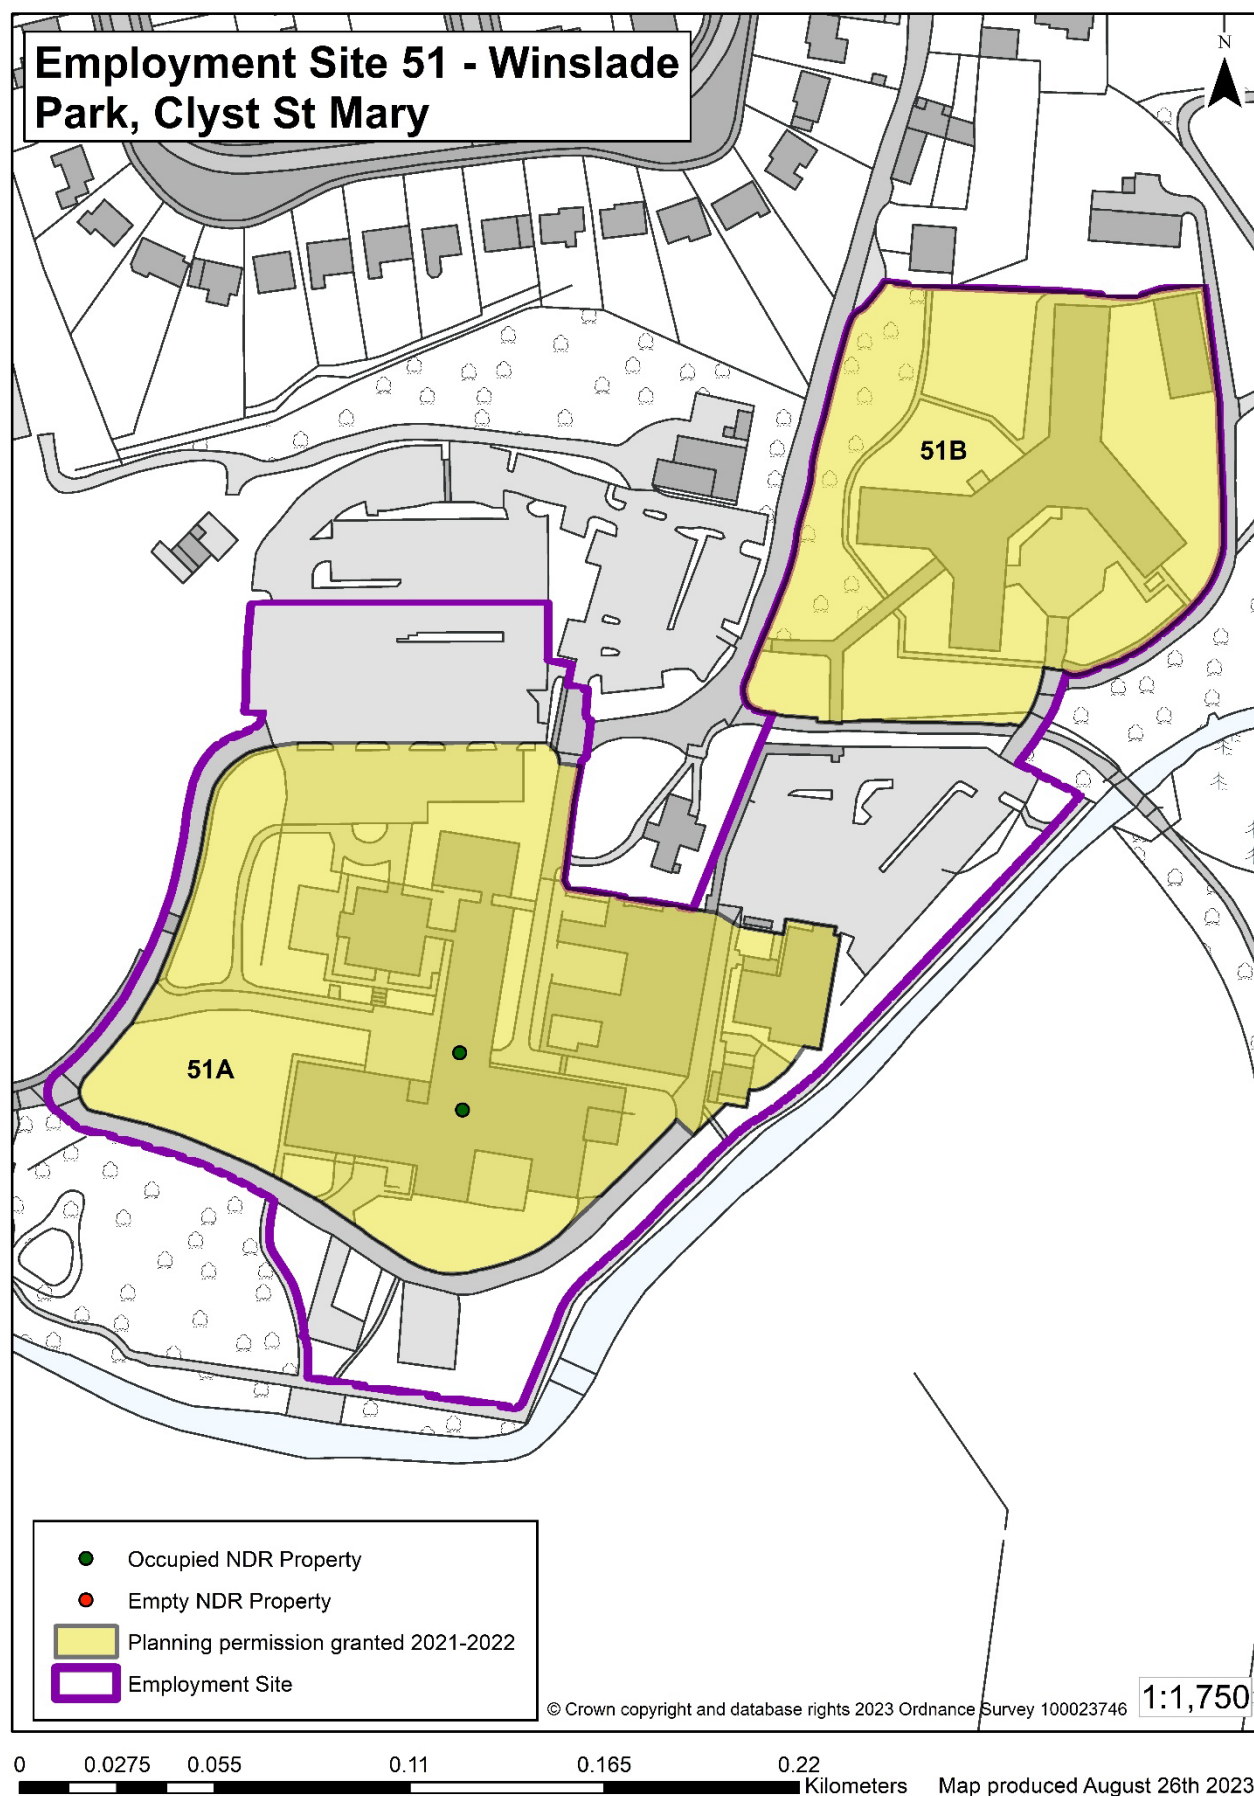 Employment Site 51 - Winslade
Park, Clyst St Mary
N
51B
51A
Occupied NDR Property
Empty NDR Property
Planning permission granted 2021-2022
Employment Site
© Crown copyright and database rights 2023 Ordnance Survey 100023746
1:1,750
0 0.0275 0.055 0.11 0.165 0.22
Kilometers
Map produced August 26th 2023